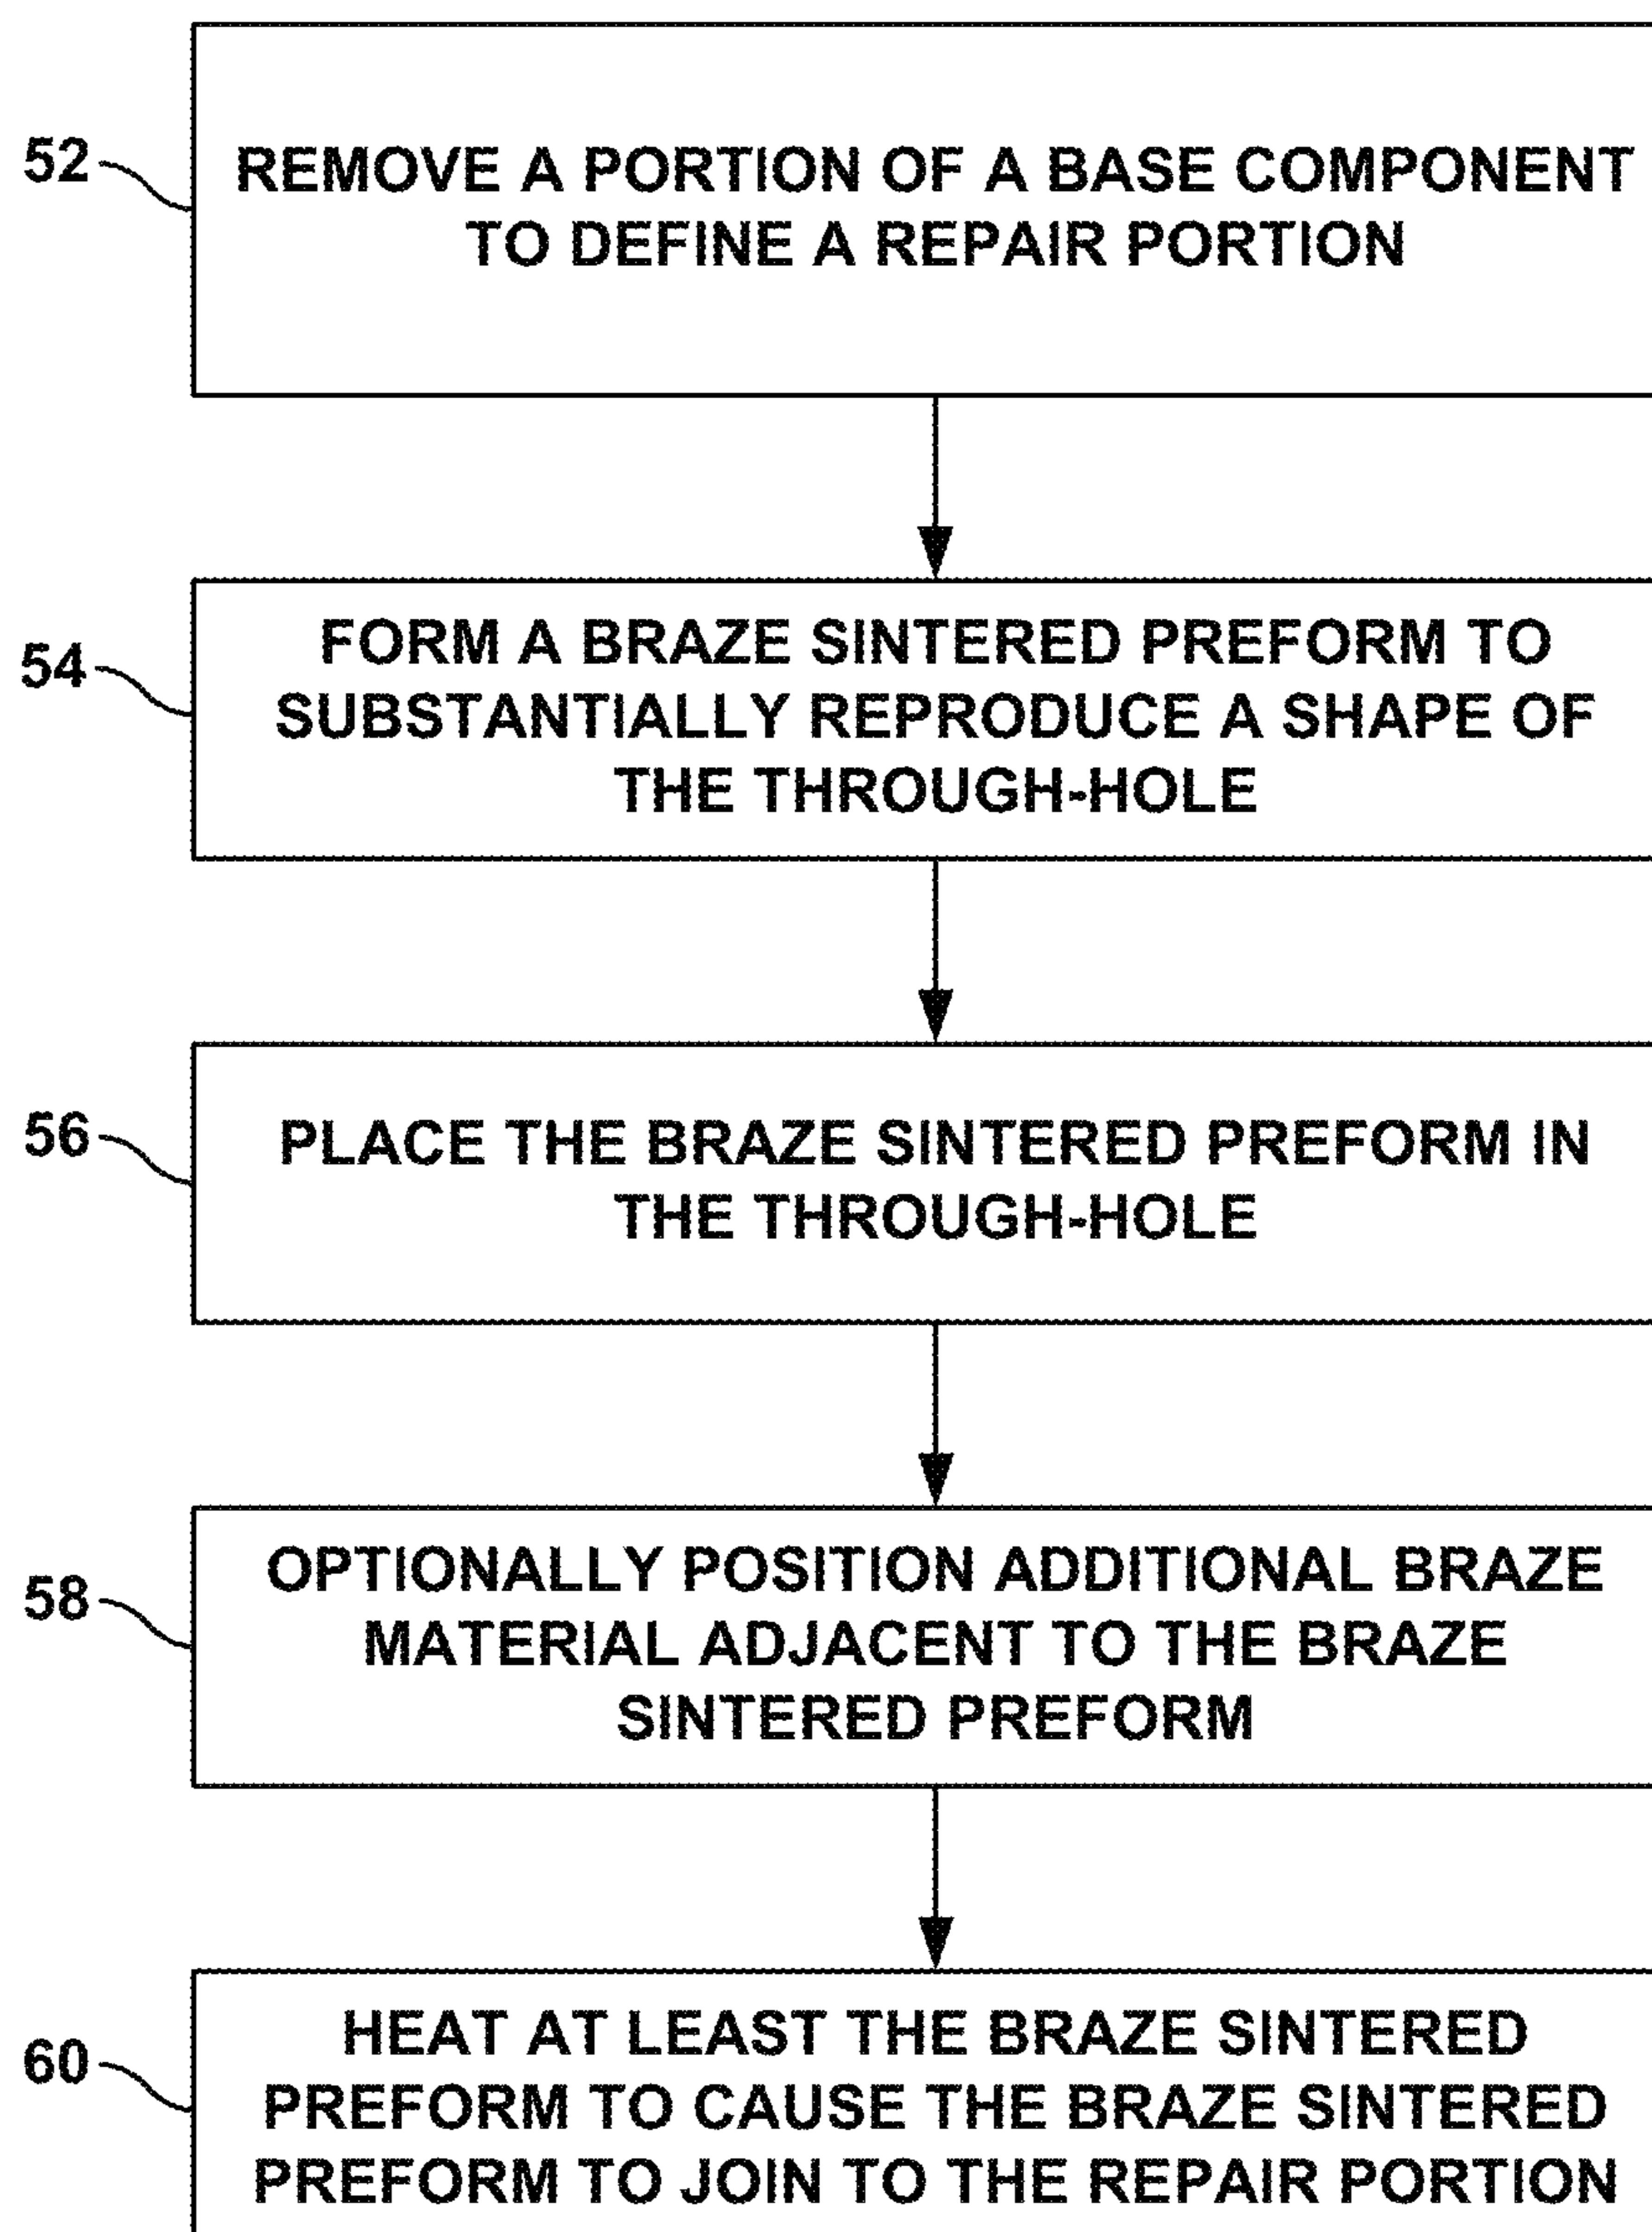 52
REMOVE A PORTION OF A BASE COMPONENT
TO DEFINE A REPAIR PORTION
54
FORM A BRAZE SINTERED PREFORM TO
SUBSTANTIALLY REPRODUCE A SHAPE OF
THE THROUGH-HOLE
56
PLACE THE BRAZE SINTERED PREFORM IN
THE THROUGH-HOLE
58
OPTIONALLY POSITION ADDITIONAL BRAZE
MATERIAL ADJACENT TO THE BRAZE
SINTERED PREFORM
60
HEAT AT LEAST THE BRAZE SINTERED
PREFORM TO CAUSE THE BRAZE SINTERED
PREFORM TO JOIN TO THE REPAIR PORTION